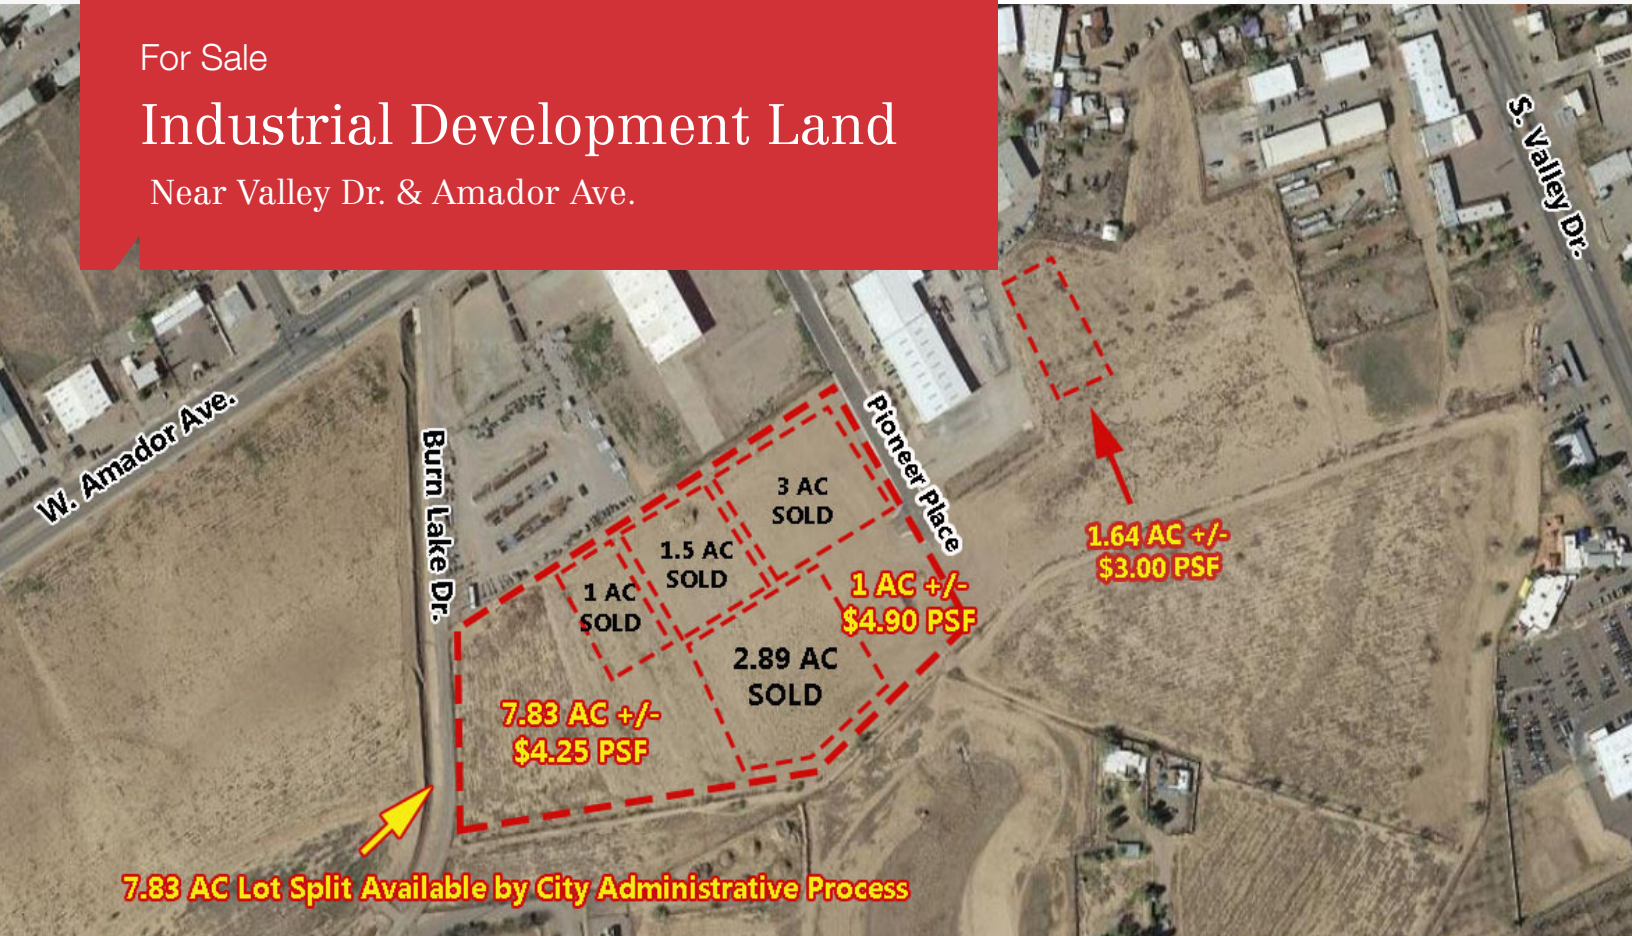 For Sale
Industrial Development Land
Near Valley Dr. & Amador Ave.
S. Valley Dr.
W. Amador Ave.
Burn Lake Dr.
Pioneer Place
3 AC
SOLD
1.5 AC
SOLD
1 AC
SOLD
1.64 AC +/-
$3.00 PSF
1 AC +/-
$4.90 PSF
2.89 AC
SOLD
7.83 AC +/-
$4.25 PSF
7.83 AC Lot Split Available by City Administrative Process